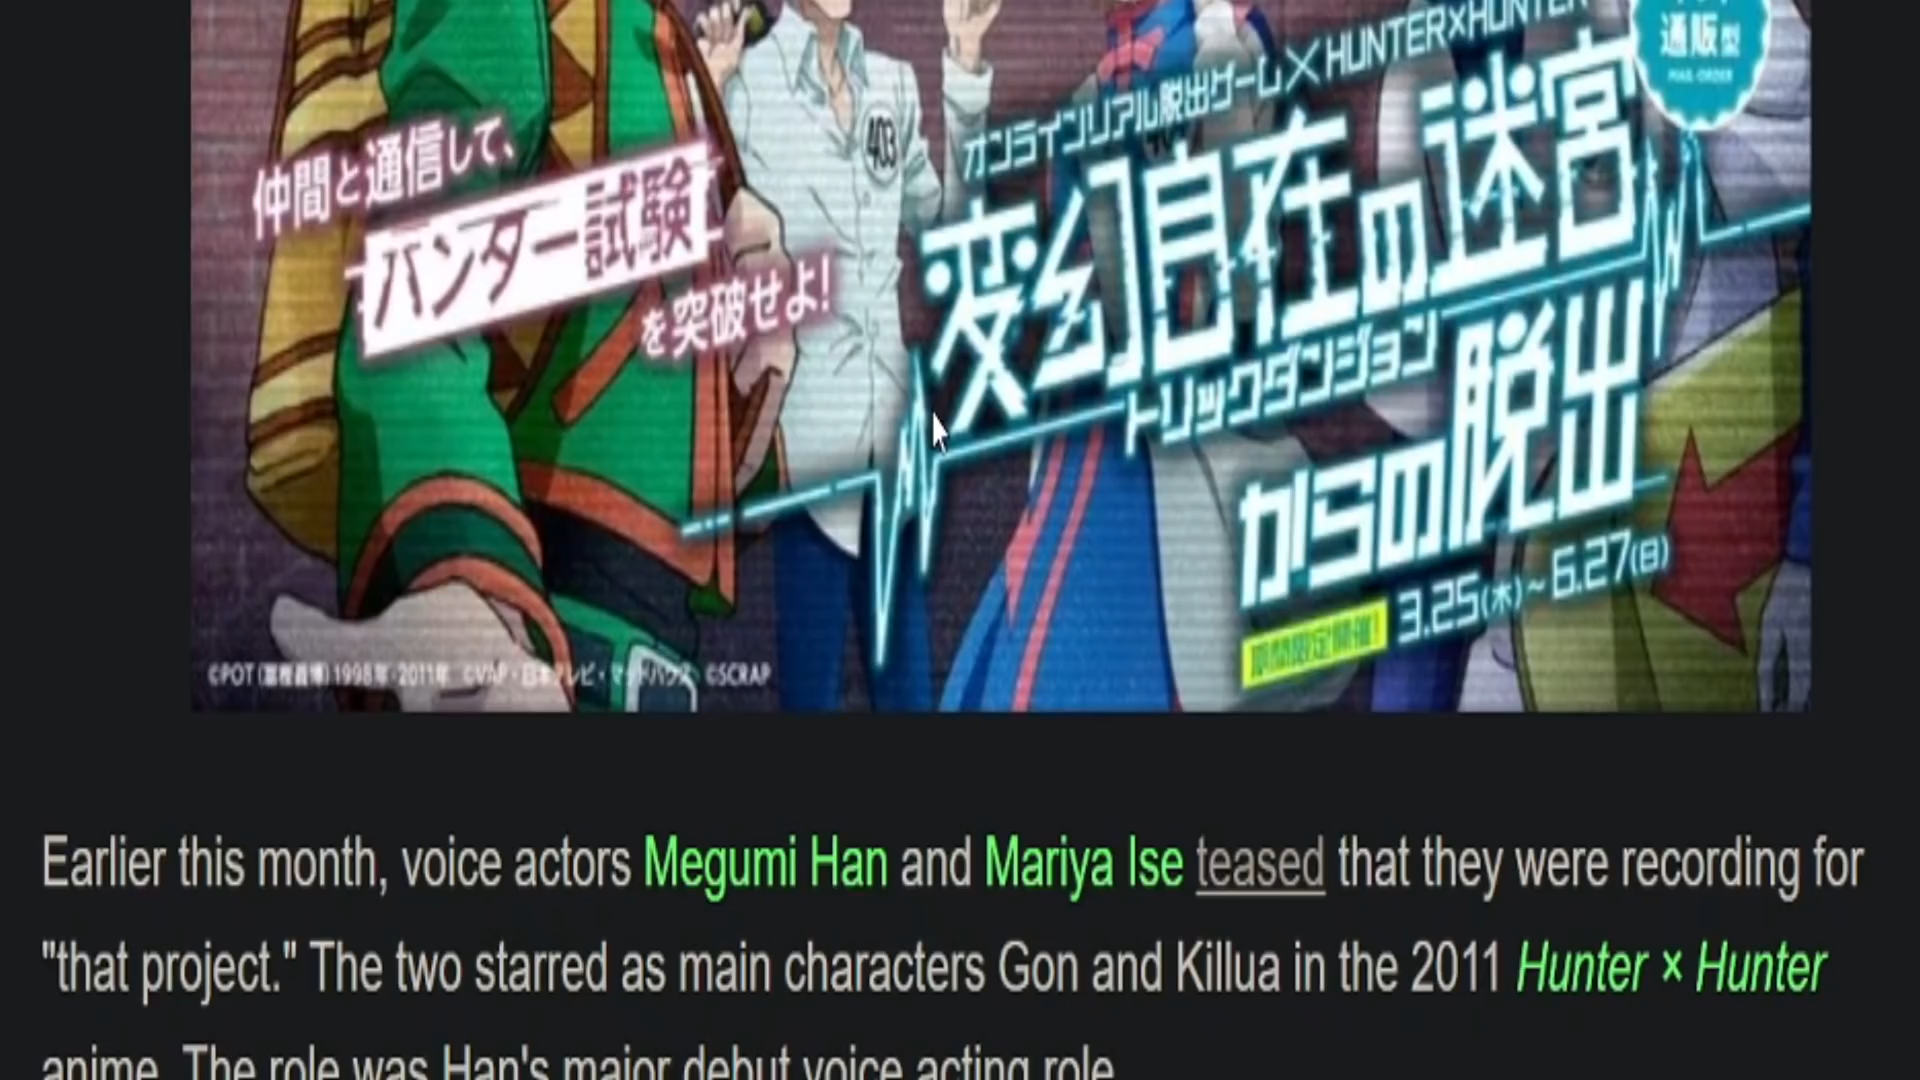 通販型
MAIL-ORDER
オンラインリアル脱出ゲーム×HUNTER×HUNTER
403
仲間と通信して、
ハンター試験
を突破せよ!
変幻自在の迷宮
トリックダンジョン
からの脱出
期間限定開催! 3.25(木)~6.27(日)
©POT(冨樫義博)1998年-2011年 ©VAP・日本テレビ・マッドハウス ©SCRAP
Earlier this month, voice actors Megumi Han and Mariya Ise teased that they were recording for
"that project." The two starred as main characters Gon and Killua in the 2011 Hunter × Hunter
anime. The role was Han's major debut voice acting role.